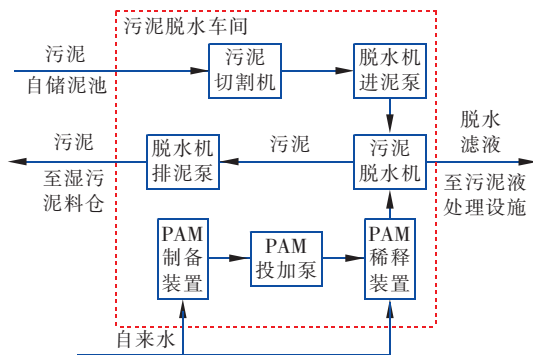 污泥脱水车间
污泥
自储泥池
污泥
切割机
脱水机
进泥泵
脱水
滤液
污泥
至湿污
泥料仓
脱水机
排泥泵
污泥
污泥
脱水机
至污泥液
处理设施
PAM
制备
装置
PAM
投加泵
PAM
稀释
装置
自来水